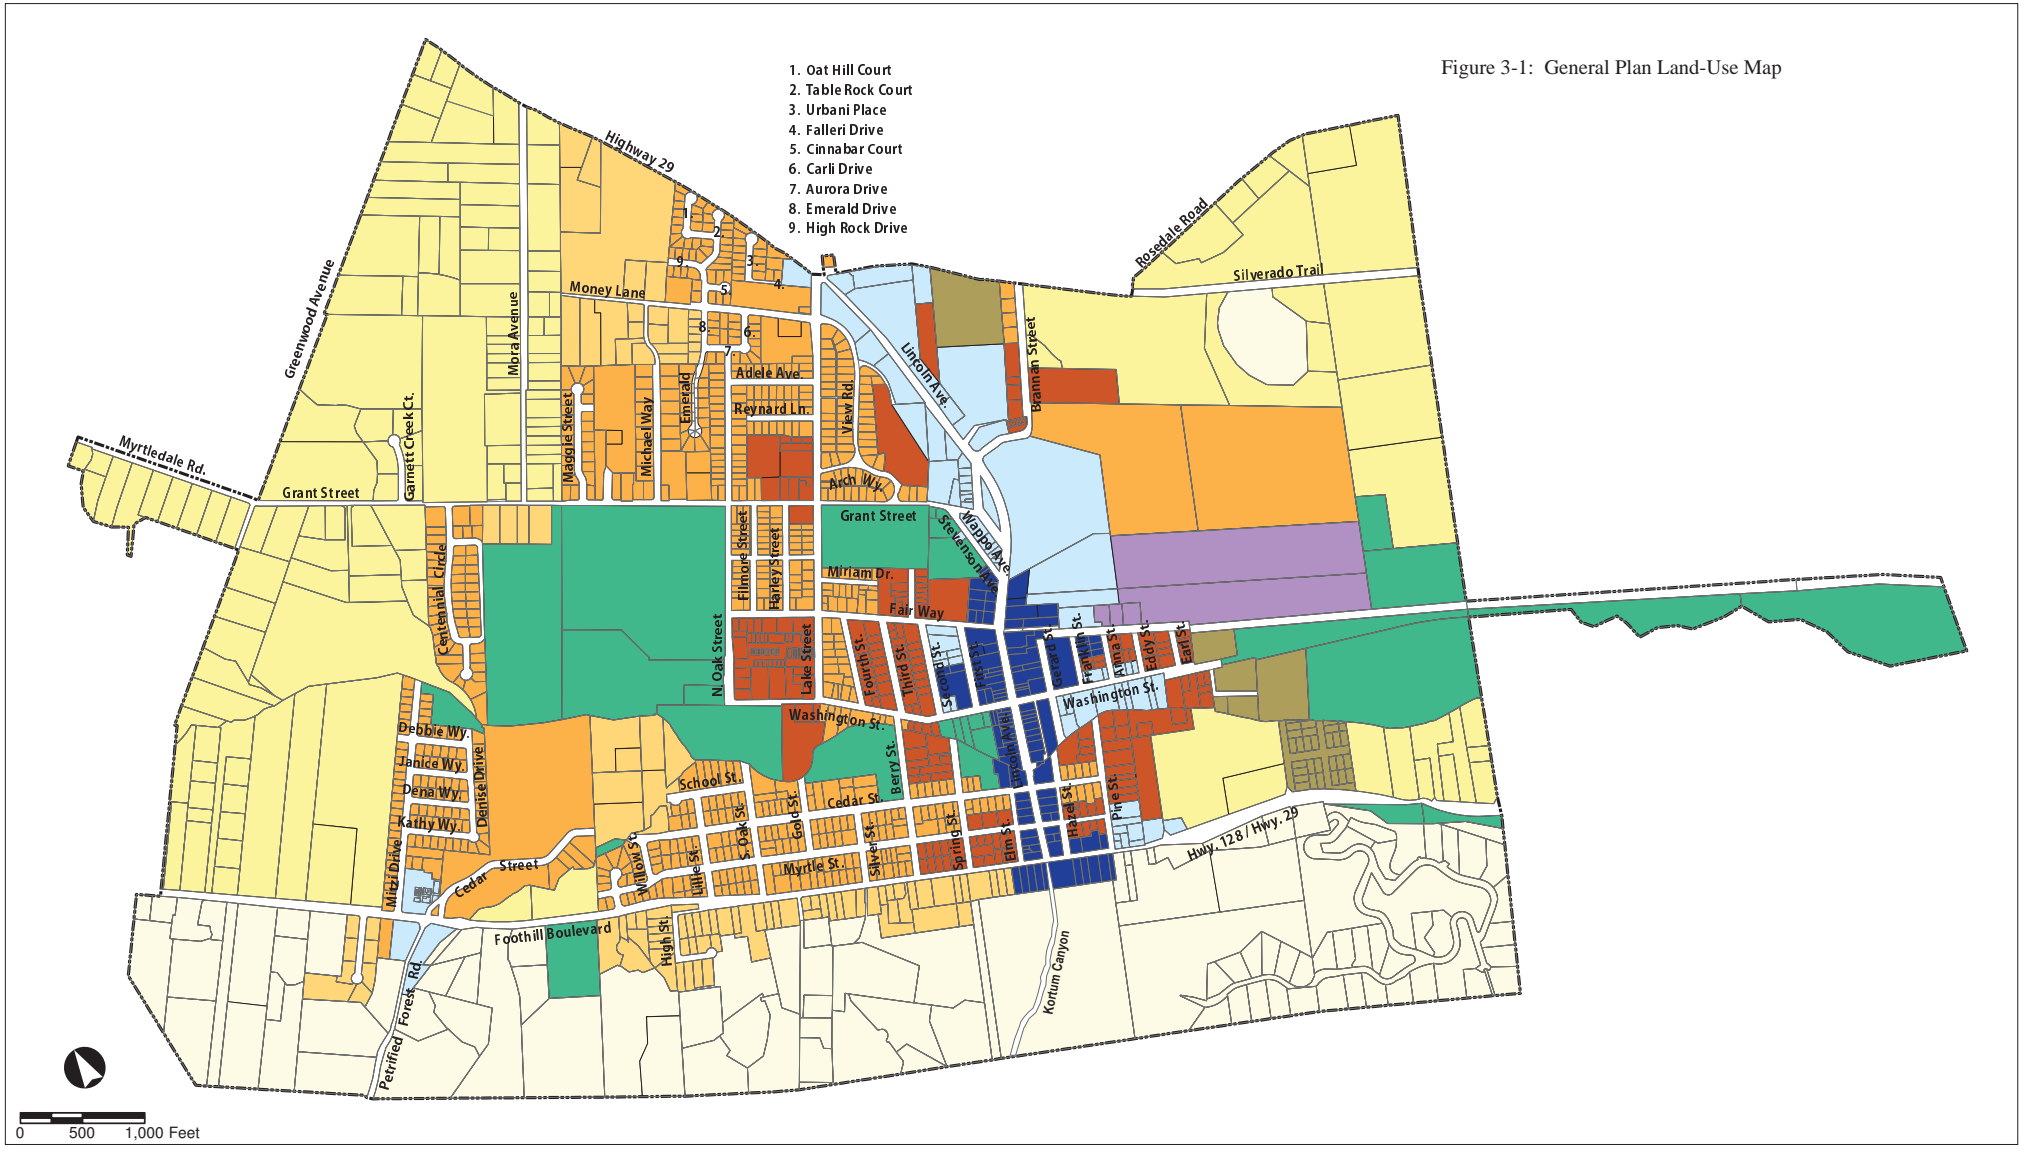 Figure 3-1:  General Plan Land-Use Map
1. Oat Hill Court
2. Table Rock Court
3. Urbani Place
4. Falleri Drive
5. Cinnabar Court
6. Carli Drive
7. Aurora Drive
8. Emerald Drive
9. High Rock Drive
Highway 29
Rosedale Road
Silverado Trail
Greenwood Avenue
Mora Avenue
Money Lane
1.
2.
3.
4.
5.
6.
7.
8.
9.
Lincoln Ave.
Brannan Street
Adele Ave.
Reynard Ln.
View Rd.
Emerald
Michael Way
Maggie Street
Garnett Creek Ct.
Myrtledale Rd.
Grant Street
Arch Wy.
Grant Street
Wappo Ave.
Stevenson Ave.
Filmore Street
Harley Street
Miriam Dr.
Fair Way
Centennial Circle
N. Oak Street
Lake Street
Fourth St.
Third St.
Second St.
First St.
Gerard St.
Franklin St.
Anna St.
Eddy St.
Earl St.
Washington St.
Washington St.
Debbie Wy.
Janice Wy.
Dena Wy.
Kathy Wy.
Denise Drive
Mitzi Drive
School St.
Cedar St.
Berry St.
Lincoln Ave.
S. Oak St.
Gold St.
Silver St.
Spring St.
Elm St.
Hazel St.
Pine St.
Willow St.
Lillie St.
Myrtle St.
Cedar Street
Hwy. 128 / Hwy. 29
Foothill Boulevard
High St.
Petrified Forest Rd.
Kortum Canyon
0 500 1,000 Feet